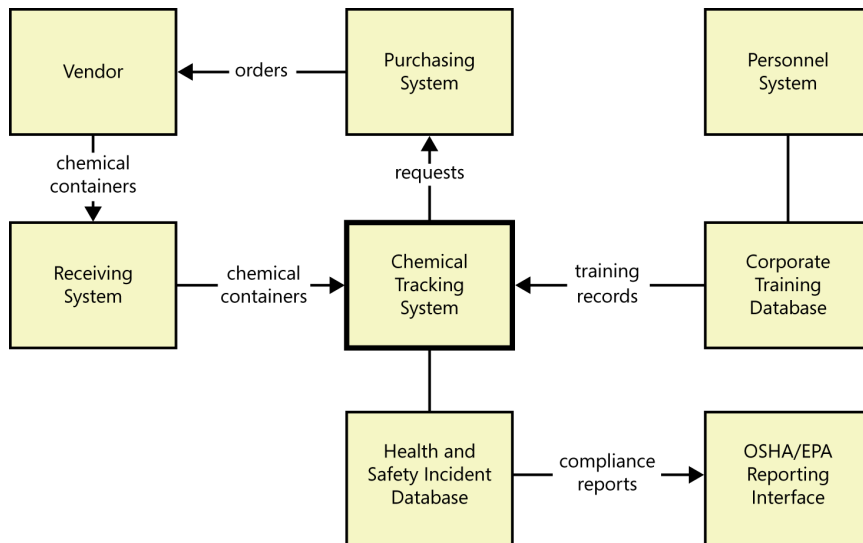 Vendor
orders
Purchasing
System
Personnel
System
chemical
containers
requests
Receiving
System
chemical
containers
Chemical
Tracking
System
training
records
Corporate
Training
Database
Health and
Safety Incident
Database
compliance
reports
OSHA/EPA
Reporting
Interface